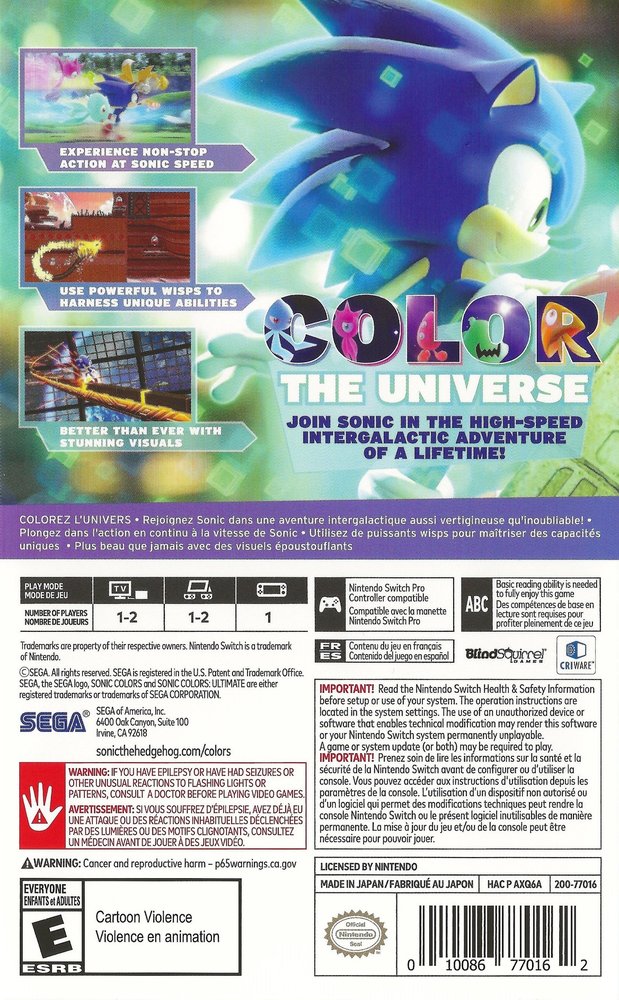 EXPERIENCE NON-STOP
ACTION AT SONIC SPEED
USE POWERFUL WISPS TO
HARNESS UNIQUE ABILITIES
BETTER THAN EVER WITH
STUNNING VISUALS
COLOR
THE UNIVERSE
JOIN SONIC IN THE HIGH-SPEED
INTERGALACTIC ADVENTURE
OF A LIFETIME!
COLOREZ L'UNIVERS • Rejoignez Sonic dans une aventure intergalactique aussi vertigineuse qu'inoubliable! •
Plongez dans l'action en continu à la vitesse de Sonic • Utilisez de puissants wisps pour maîtriser des capacités
uniques • Plus beau que jamais avec des visuels époustouflants
PLAY MODE
MODE DE JEU
TV
NUMBER OF PLAYERS
NOMBRE DE JOUEURS
1-2
1-2
1
Nintendo Switch Pro
Controller compatible
Compatible avec la manette
Nintendo Switch Pro
ABC
Basic reading ability is needed
to fully enjoy this game
Des compétences de base en
lecture sont requises pour
profiter pleinement de ce jeu
Trademarks are property of their respective owners. Nintendo Switch is a trademark
of Nintendo.
©SEGA. All rights reserved. SEGA is registered in the U.S. Patent and Trademark Office.
SEGA, the SEGA logo, SONIC COLORS and SONIC COLORS: ULTIMATE are either
registered trademarks or trademarks of SEGA CORPORATION.
SEGA
SEGA of America, Inc.
6400 Oak Canyon, Suite 100
Irvine, CA 92618
sonicthehedgehog.com/colors
FR
ES
Contenu du jeu en français
Contenido del juego en español
BlindSquirrel
GAMES
CRIWARE
WARNING: IF YOU HAVE EPILEPSY OR HAVE HAD SEIZURES OR
OTHER UNUSUAL REACTIONS TO FLASHING LIGHTS OR
PATTERNS, CONSULT A DOCTOR BEFORE PLAYING VIDEO GAMES.
AVERTISSEMENT: SI VOUS SOUFFREZ D'ÉPILEPSIE, AVEZ DÉJÀ EU
UNE ATTAQUE OU DES RÉACTIONS INHABITUELLES DÉCLENCHÉES
PAR DES LUMIÈRES OU DES MOTIFS CLIGNOTANTS, CONSULTEZ
UN MÉDECIN AVANT DE JOUER À DES JEUX VIDÉO.
WARNING: Cancer and reproductive harm – p65warnings.ca.gov
EVERYONE
ENFANTS et ADULTES
E
ESRB
Cartoon Violence
Violence en animation
IMPORTANT! Read the Nintendo Switch Health & Safety Information
before setup or use of your system. The operation instructions are
located in the system settings. The use of an unauthorized device or
software that enables technical modification may render this software
or your Nintendo Switch system permanently unplayable.
A game or system update (or both) may be required to play.
IMPORTANT! Prenez soin de lire les informations sur la santé et la
sécurité de la Nintendo Switch avant de configurer ou d'utiliser la
console. Vous pouvez accéder aux instructions d'utilisation depuis les
paramètres de la console. L'utilisation d'un dispositif non autorisé ou
d'un logiciel qui permet des modifications techniques peut rendre la
console Nintendo Switch ou le présent logiciel inutilisables de manière
permanente. La mise à jour du jeu et/ou de la console peut être
nécessaire pour pouvoir jouer.
LICENSED BY NINTENDO
MADE IN JAPAN/FABRIQUÉ AU JAPON
HAC P AXQ6A
200-77016
Official
Nintendo
Seal
0 10086 77016 2